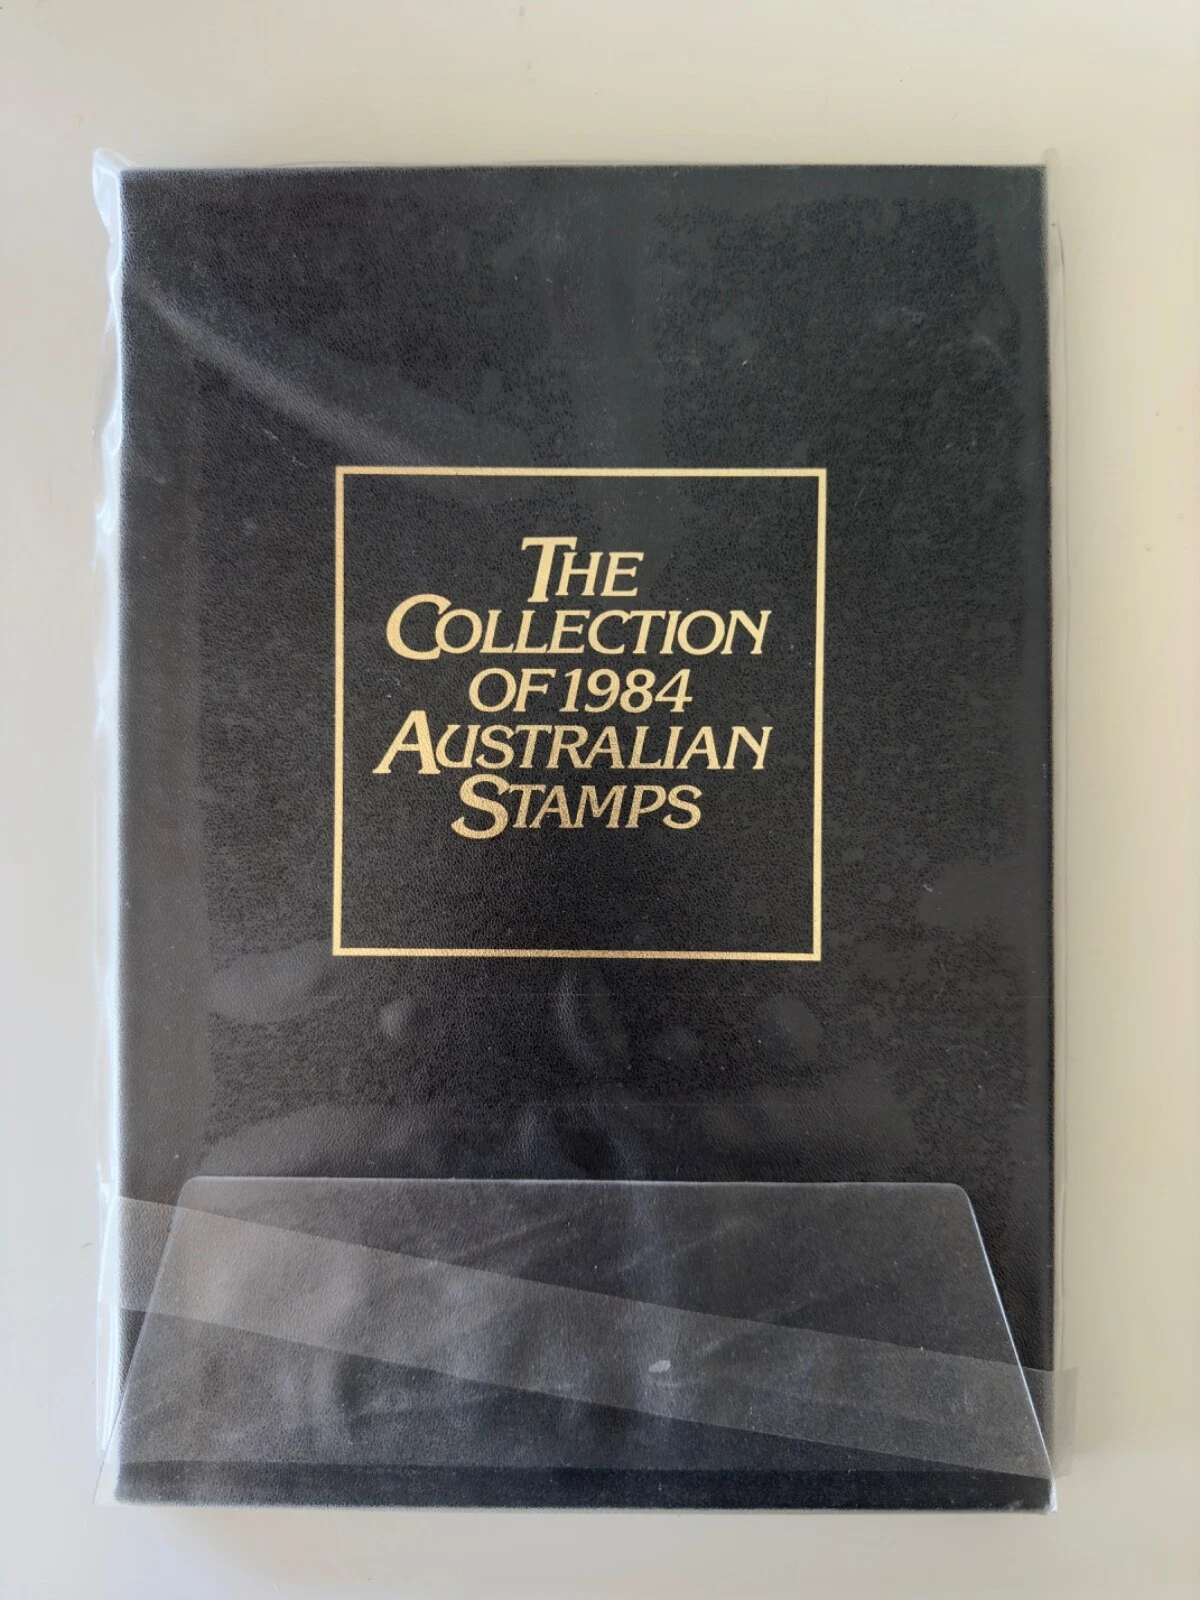 THE
COLLECTION
OF 1984
AUSTRALIAN
STAMPS